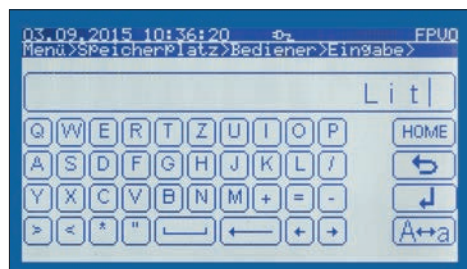 03.09.2015 10:36:20 FPVO
Menü>Speicherplatz>Bediener>Eingabe>
Lit
Q W E R T Z U I O P HOME
A S D F G H J K L /
Y X C V B N M + = -
> < * " A↔a